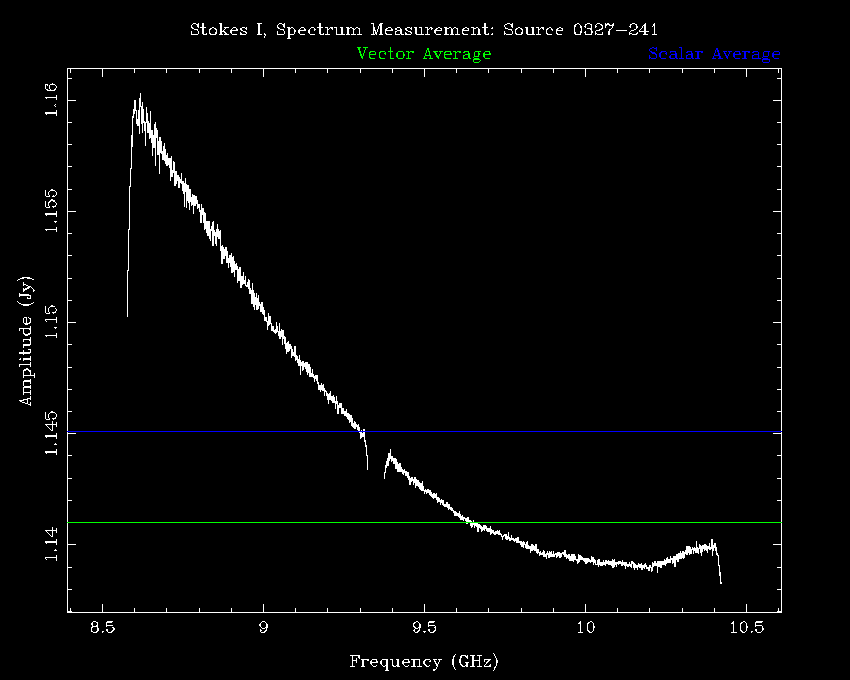 Stokes I, Spectrum Measurement: Source 0327-241
Vector Average Scalar Average
1.16
1.155
1.15
1.145
1.14
Amplitude (Jy)
8.5 9 9.5 10 10.5
Frequency (GHz)